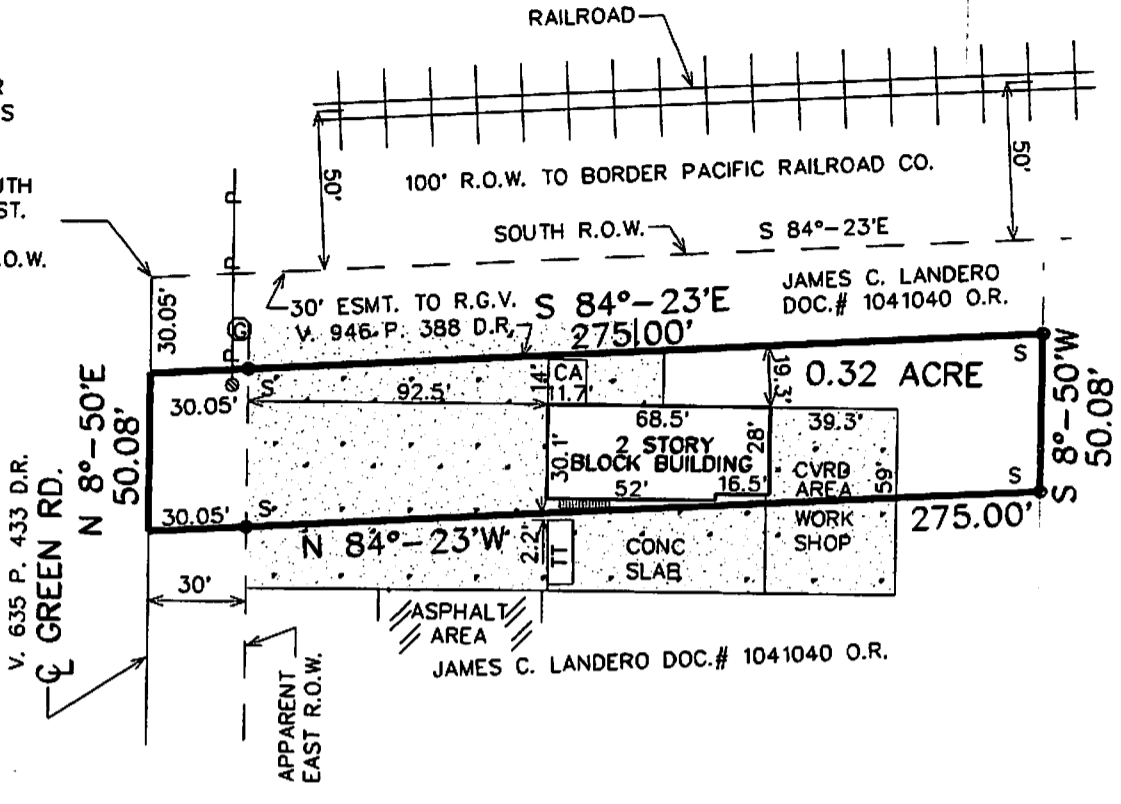 RAILROAD
R
S
UTH
ST.
.O.W.
50'
100' R.O.W. TO BORDER PACIFIC RAILROAD CO.
50'
SOUTH R.O.W.
S 84°-23'E
30' ESMT. TO R.G.V.
V. 946 P. 388 D.R.
S 84°-23'E
275.00'
JAMES C. LANDERO
DOC.# 1041040 O.R.
30.05'
G
S
S
30.05'
92.5'
14'
CA
11.7'
19.3'
0.32 ACRE
N 8°-50'E
50.08'
S 8°-50'W
50.08'
68.5'
39.3'
30.1'
2 STORY
BLOCK BUILDING
28'
52'
16.5'
CVRD
AREA
59'
S
WORK
SHOP
275.00'
30.05'
S
N 84°-23'W
2.2'
TT
CONC
SLAB
V. 635 P. 433 D.R.
℄ GREEN RD.
30'
ASPHALT
AREA
JAMES C. LANDERO DOC.# 1041040 O.R.
APPARENT
EAST R.O.W.